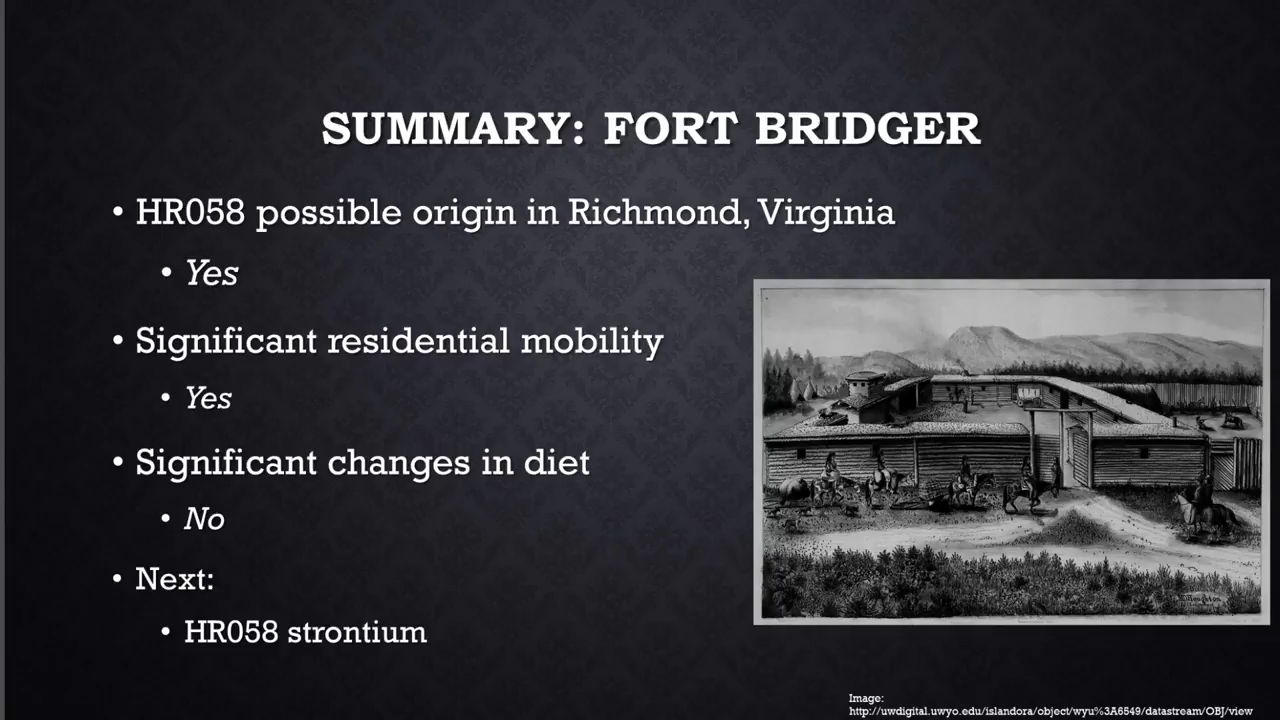 SUMMARY: FORT BRIDGER
• HR058 possible origin in Richmond, Virginia
• Yes
• Significant residential mobility
• Yes
• Significant changes in diet
• No
• Next:
• HR058 strontium
Image:
http://uwdigital.uwyo.edu/islandora/object/wyu%3A6549/datastream/OBJ/view